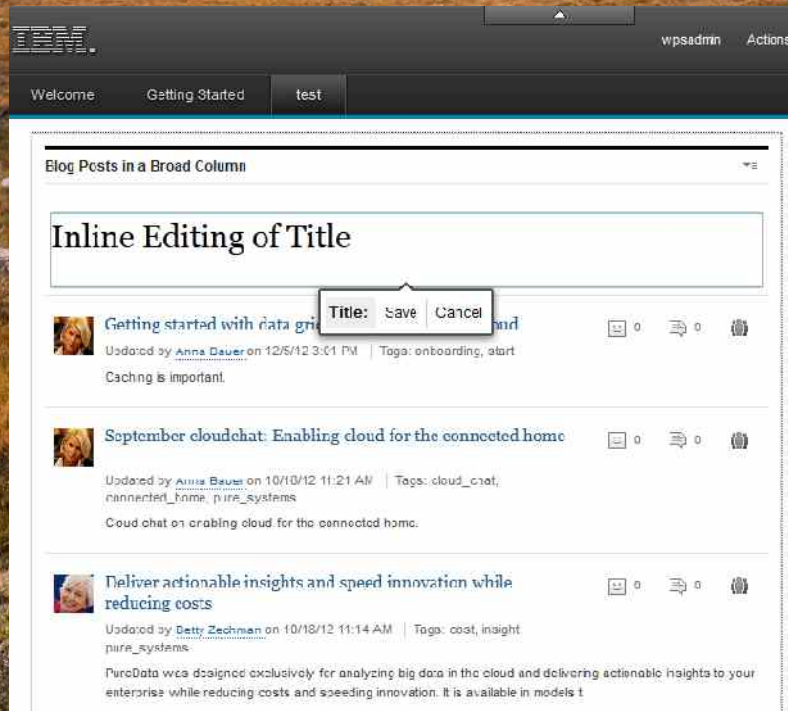 IBM.
wpsadmin Actions
Welcome Getting Started test
Blog Posts in a Broad Column
Inline Editing of Title
Title: Save Cancel
Getting started with data
0 0
Updated by Anna Bauer on 12/5/12 3:01 PM | Tags: onboarding, start
Caching is important.
September cloudchat: Enabling cloud for the connected home
0 0
Updated by Anna Bauer on 10/18/12 11:21 AM | Tags: cloud_chat,
connected_home, pure_systems
Cloud chat on enabling cloud for the connected home.
Deliver actionable insights and speed innovation while
reducing costs
0 0
Updated by Betty Zechman on 10/18/12 11:14 AM | Tags: cost, insight
pure_systems
PureData was designed exclusively for analyzing big data in the cloud and delivering actionable insights to your
enterprise while reducing costs and speeding innovation. It is available in models t